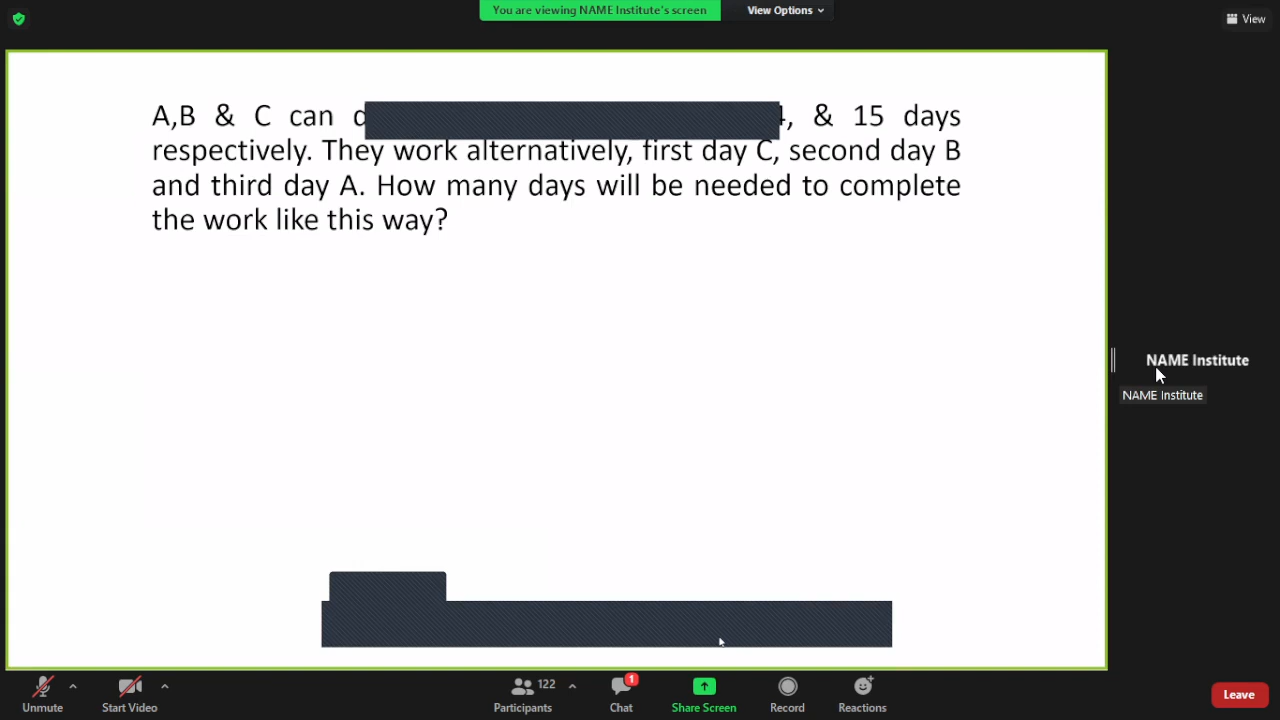 You are viewing NAME Institute's screen View Options
View
A,B & C can , & 15 days
respectively. They work alternatively, first day C, second day B
and third day A. How many days will be needed to complete
the work like this way?
NAME Institute
NAME Institute
122
1
Unmute Start Video Participants Chat Share Screen Record Reactions Leave